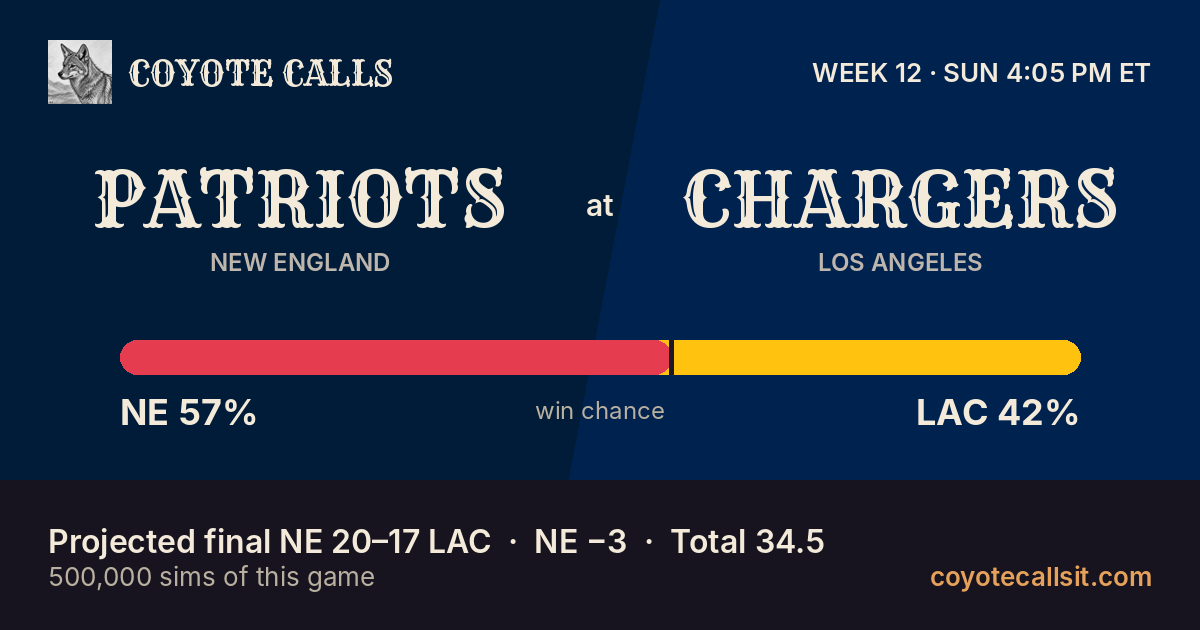 COYOTE CALLS
WEEK 12 · SUN 4:05 PM ET
PATRIOTS at CHARGERS
NEW ENGLAND
LOS ANGELES
NE 57% win chance LAC 42%
Projected final NE 20–17 LAC · NE −3 · Total 34.5
500,000 sims of this game
coyotecallsit.com